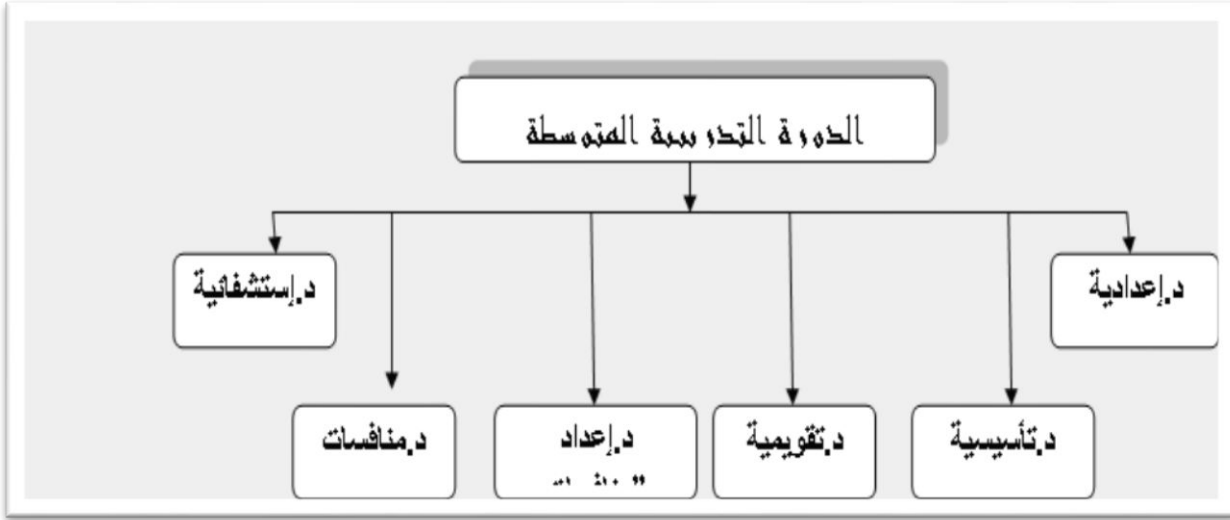 الدورة التدريبية المتوسطة
د.إعدادية
د.إستشفائية
د.تأسيسية
د.تقويمية
د.إعداد
د.منافسات